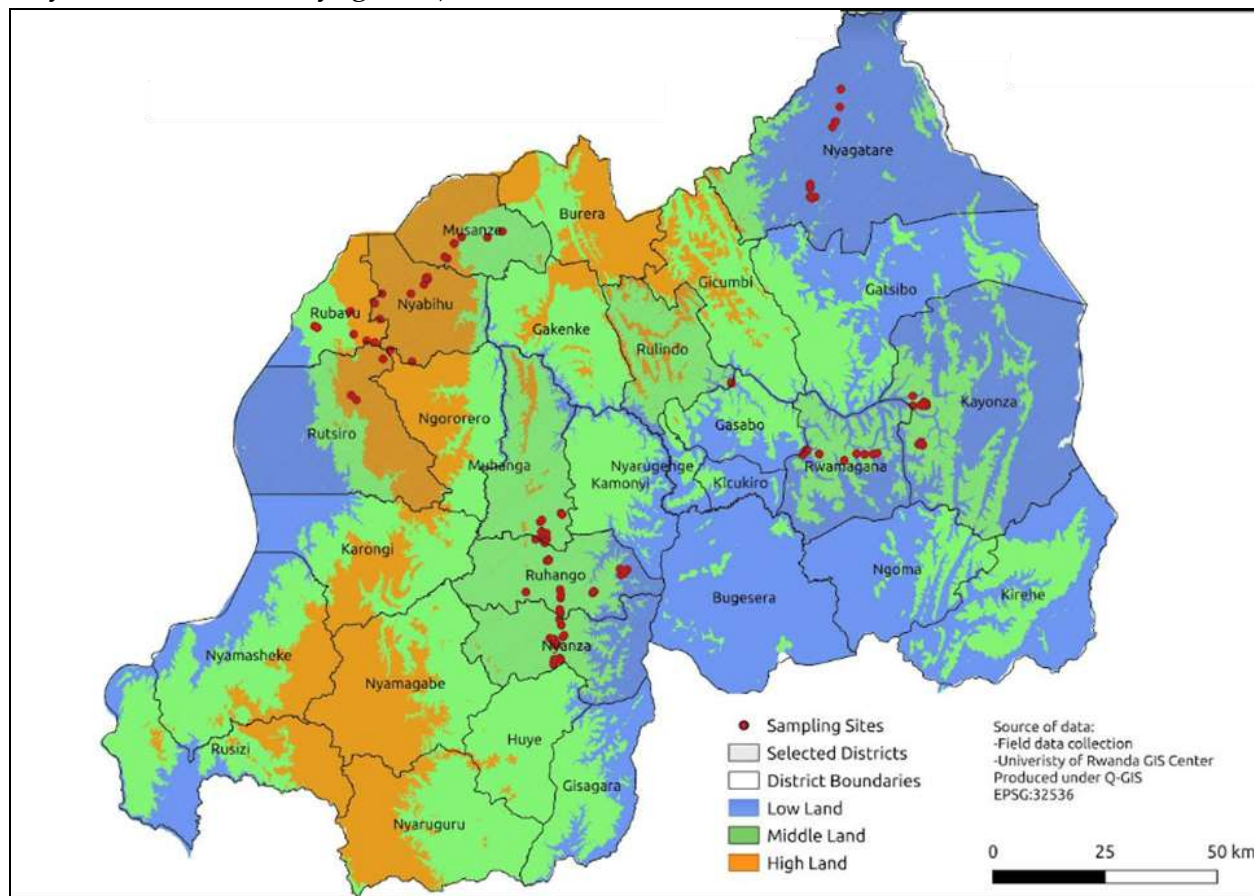 Nyagatare
Burera
Musanze
Gicumbi
Gatsibo
Nyabihu
Rubavu
Gakenke
Rulindo
Kayonza
Ngororero
Gasabo
Rutsiro
Muhanga
Nyarugenge
Rwamagana
Kamonyi
Kicukiro
Karongi
Ruhango
Ngoma
Bugesera
Kirehe
Nyanza
Nyamasheke
Nyamagabe
Huye
Rusizi
Gisagara
Nyaruguru
Sampling Sites
Selected Districts
District Boundaries
Low Land
Middle Land
High Land
Source of data:
-Field data collection
-Univeristy of Rwanda GIS Center
Produced under Q-GIS
EPSG:32536
0 25 50 km